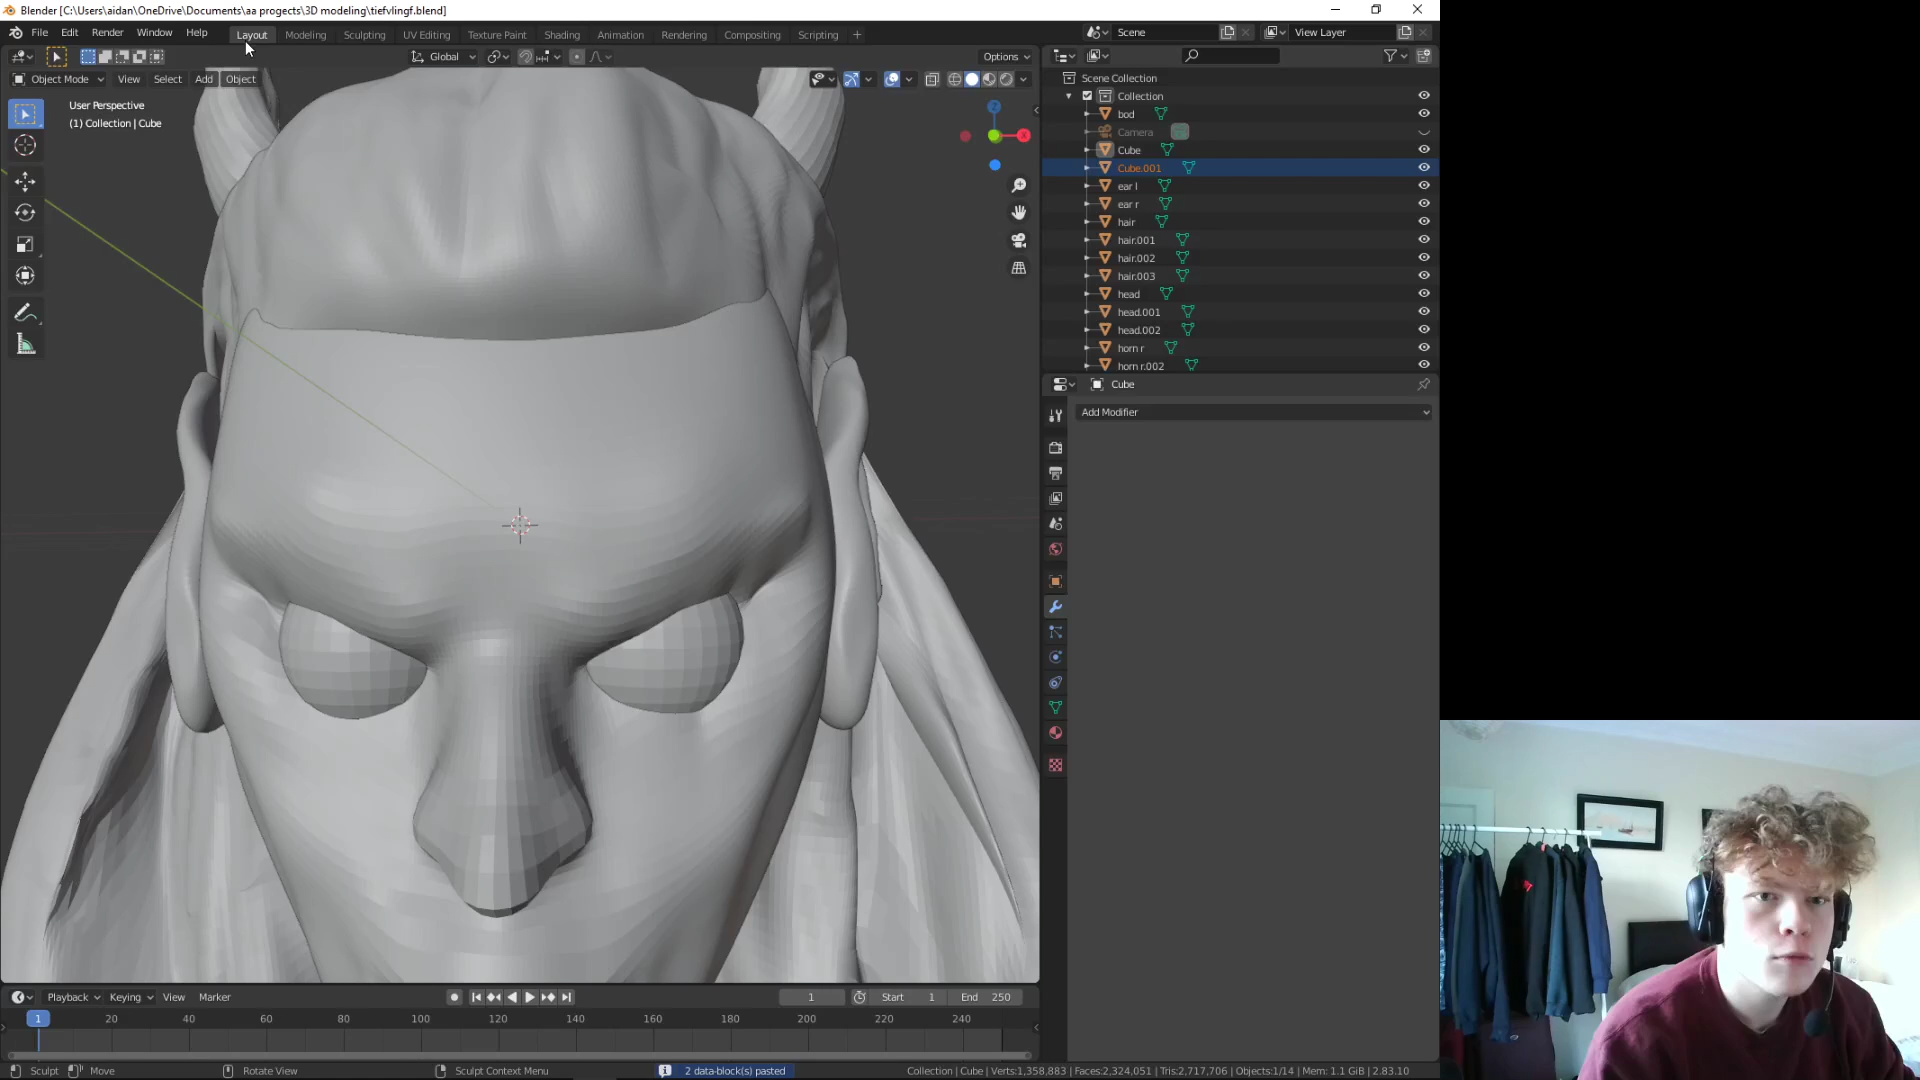 Blender [C:\Users\aidan\OneDrive\Documents\aa progects\3D modeling\tiefvlingf.blend]
File Edit Render Window Help Layout Modeling Sculpting UV Editing Texture Paint Shading Animation Rendering Compositing Scripting + Scene View Layer
Global Options
Object Mode View Select Add Object
User Perspective
(1) Collection | Cube
Z
X
Scene Collection
Collection
bod
Camera
Cube
Cube.001
ear l
ear r
hair
hair.001
hair.002
hair.003
head
head.001
head.002
horn r
horn r.002
Cube
Add Modifier
Playback Keying View Marker 1 Start 1 End 250
1 20 40 60 80 100 120 140 160 180 200 220 240
Sculpt Move Rotate View Sculpt Context Menu 2 data-block(s) pasted Collection | Cube | Verts:1,358,883 | Faces:2,324,051 | Tris:2,717,706 | Objects:1/14 | Mem: 1.1 GiB | 2.83.10